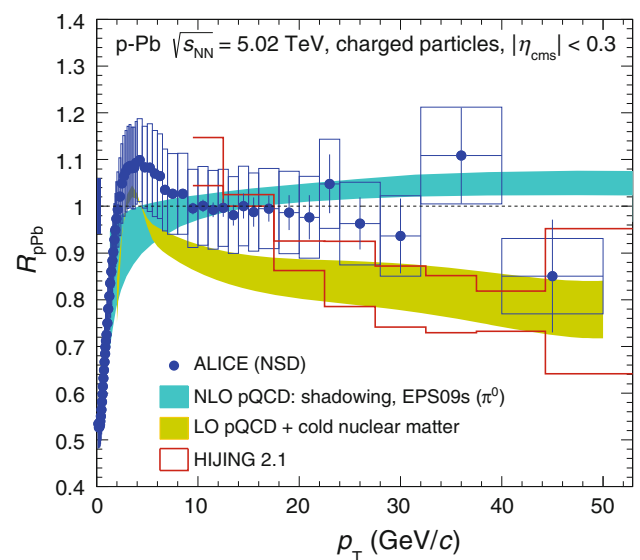 p-Pb √s_NN = 5.02 TeV, charged particles, |η_cms| < 0.3
R_pPb
1.4
1.3
1.2
1.1
1
0.9
0.8
0.7
0.6
0.5
0.4
ALICE (NSD)
NLO pQCD: shadowing, EPS09s (π⁰)
LO pQCD + cold nuclear matter
HIJING 2.1
0 10 20 30 40 50
p_T (GeV/c)